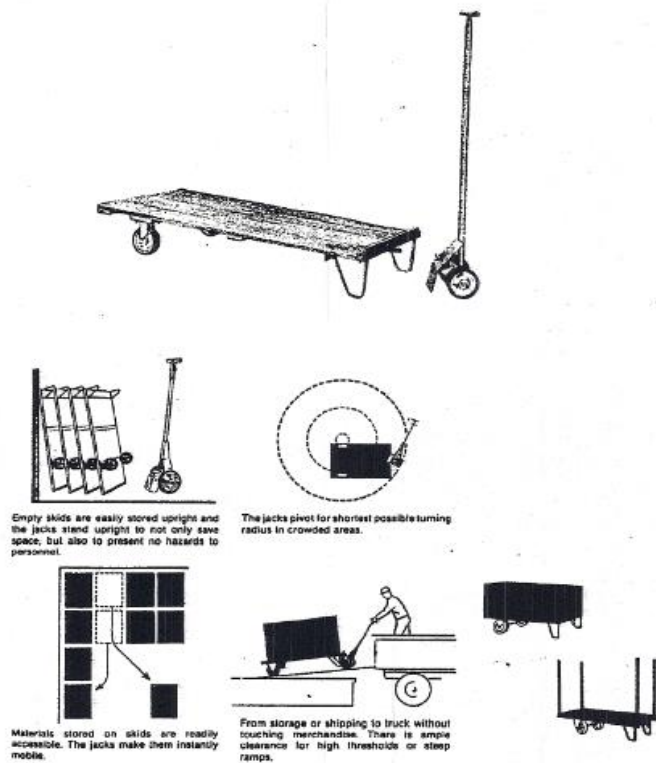 Empty skids are easily stored upright and
the jacks stand upright to not only save
space, but also to present no hazards to
personnel.
The jacks pivot for shortest possible turning
radius in crowded areas.
Materials stored on skids are readily
accessible. The jacks make them instantly
mobile.
From storage or shipping to truck without
touching merchandise. There is ample
clearance for high thresholds or steep
ramps.